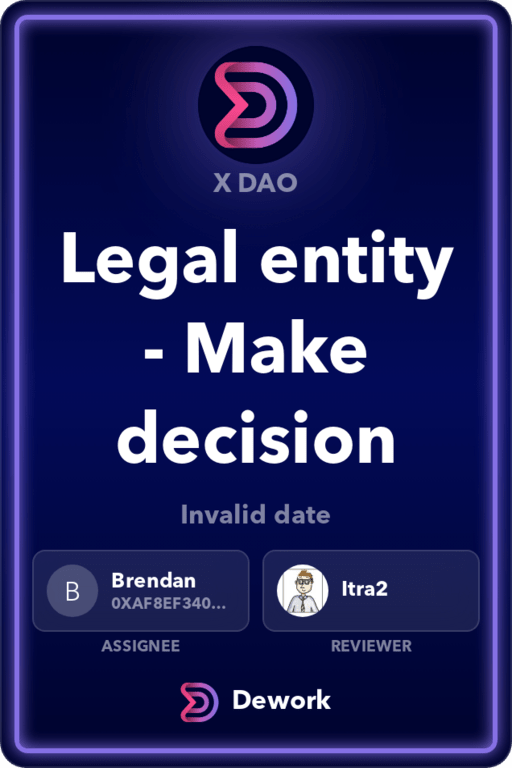 X DAO
Legal entity
- Make
decision
Invalid date
B
Brendan
0XAF8EF340...
Itra2
ASSIGNEE
REVIEWER
Dework